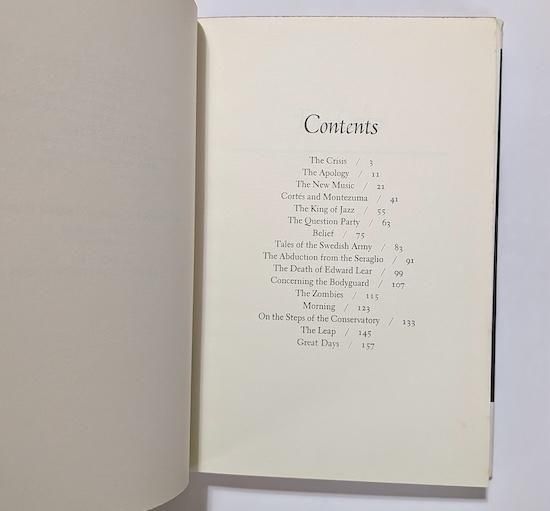 Contents
The Crisis / 3
The Apology / 11
The New Music / 21
Cortés and Montezuma / 41
The King of Jazz / 55
The Question Party / 63
Belief / 75
Tales of the Swedish Army / 83
The Abduction from the Seraglio / 91
The Death of Edward Lear / 99
Concerning the Bodyguard / 107
The Zombies / 115
Morning / 123
On the Steps of the Conservatory / 133
The Leap / 145
Great Days / 157